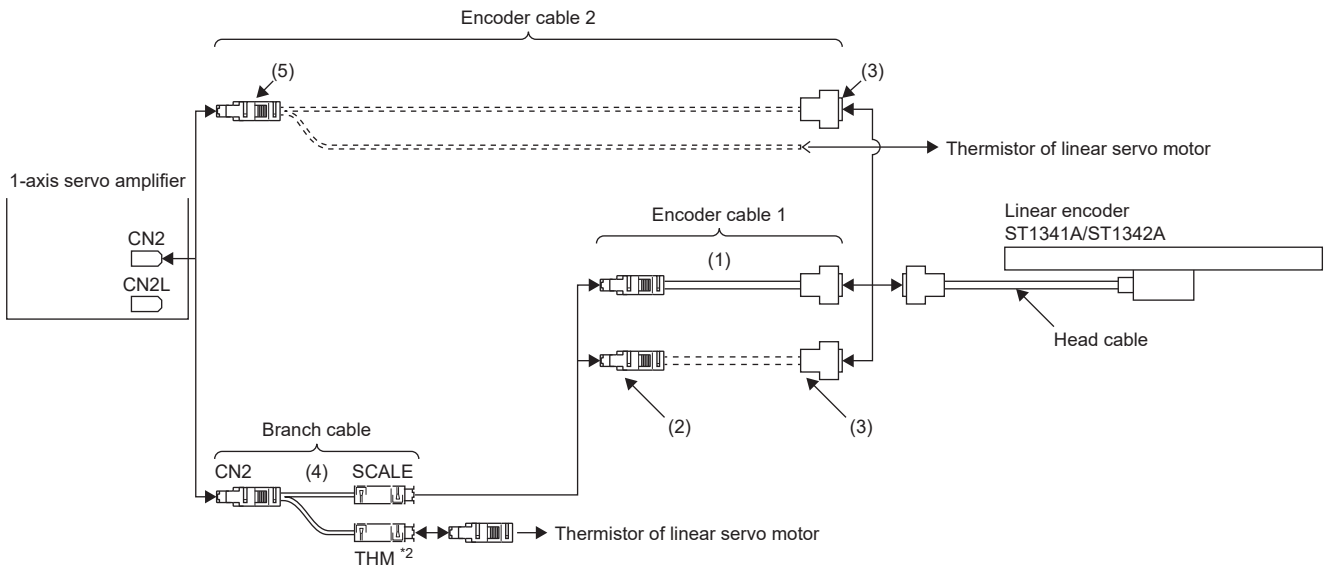 Encoder cable 2
(5)
(3)
Thermistor of linear servo motor
1-axis servo amplifier
CN2
CN2L
Encoder cable 1
(1)
Linear encoder
ST1341A/ST1342A
Head cable
(2)
(3)
Branch cable
CN2 (4) SCALE
Thermistor of linear servo motor
THM *2